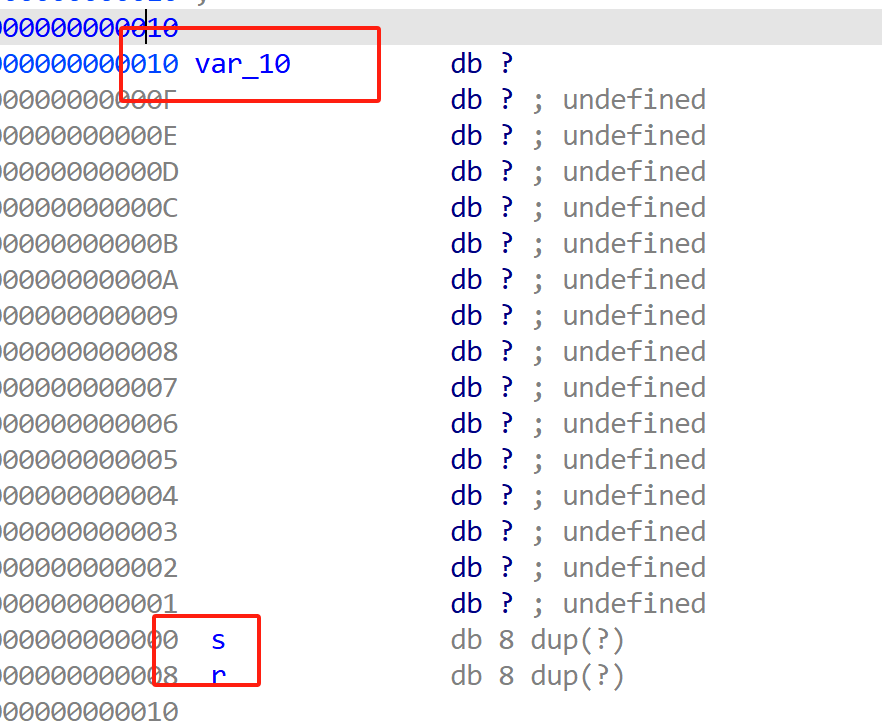 000000000010 ;
000000000010
000000000010 var_10 db ?
00000000000F db ? ; undefined
00000000000E db ? ; undefined
00000000000D db ? ; undefined
00000000000C db ? ; undefined
00000000000B db ? ; undefined
00000000000A db ? ; undefined
000000000009 db ? ; undefined
000000000008 db ? ; undefined
000000000007 db ? ; undefined
000000000006 db ? ; undefined
000000000005 db ? ; undefined
000000000004 db ? ; undefined
000000000003 db ? ; undefined
000000000002 db ? ; undefined
000000000001 db ? ; undefined
000000000000 s db 8 dup(?)
000000000008 r db 8 dup(?)
000000000010